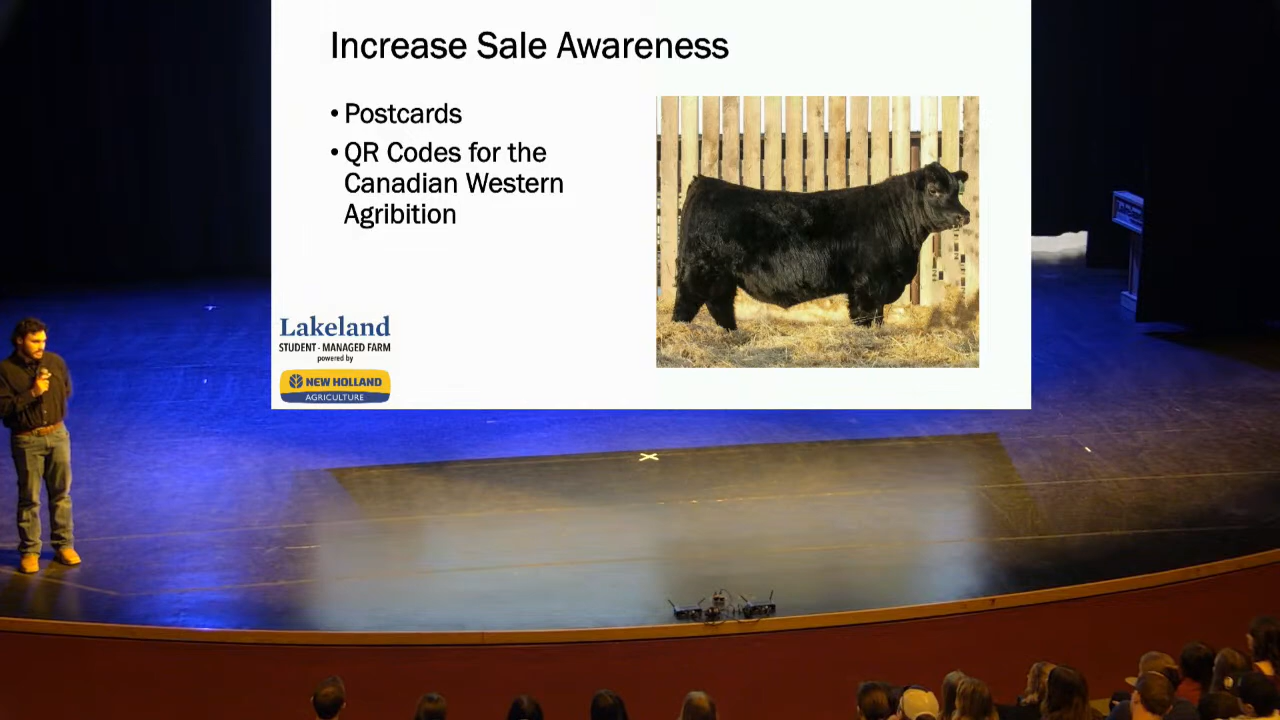 Increase Sale Awareness
• Postcards
• QR Codes for the
Canadian Western
Agribition
Lakeland
STUDENT - MANAGED FARM
powered by
NEW HOLLAND
AGRICULTURE